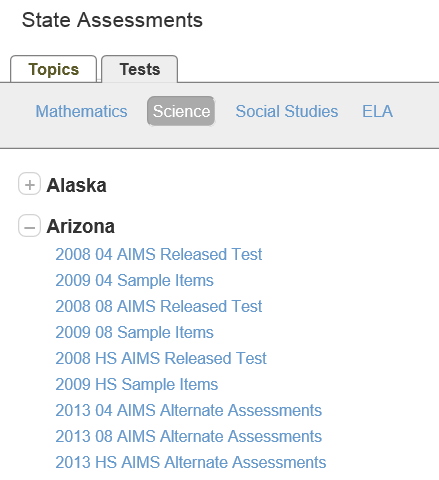 State Assessments
Topics Tests
Mathematics Science Social Studies ELA
+ Alaska
− Arizona
2008 04 AIMS Released Test
2009 04 Sample Items
2008 08 AIMS Released Test
2009 08 Sample Items
2008 HS AIMS Released Test
2009 HS Sample Items
2013 04 AIMS Alternate Assessments
2013 08 AIMS Alternate Assessments
2013 HS AIMS Alternate Assessments